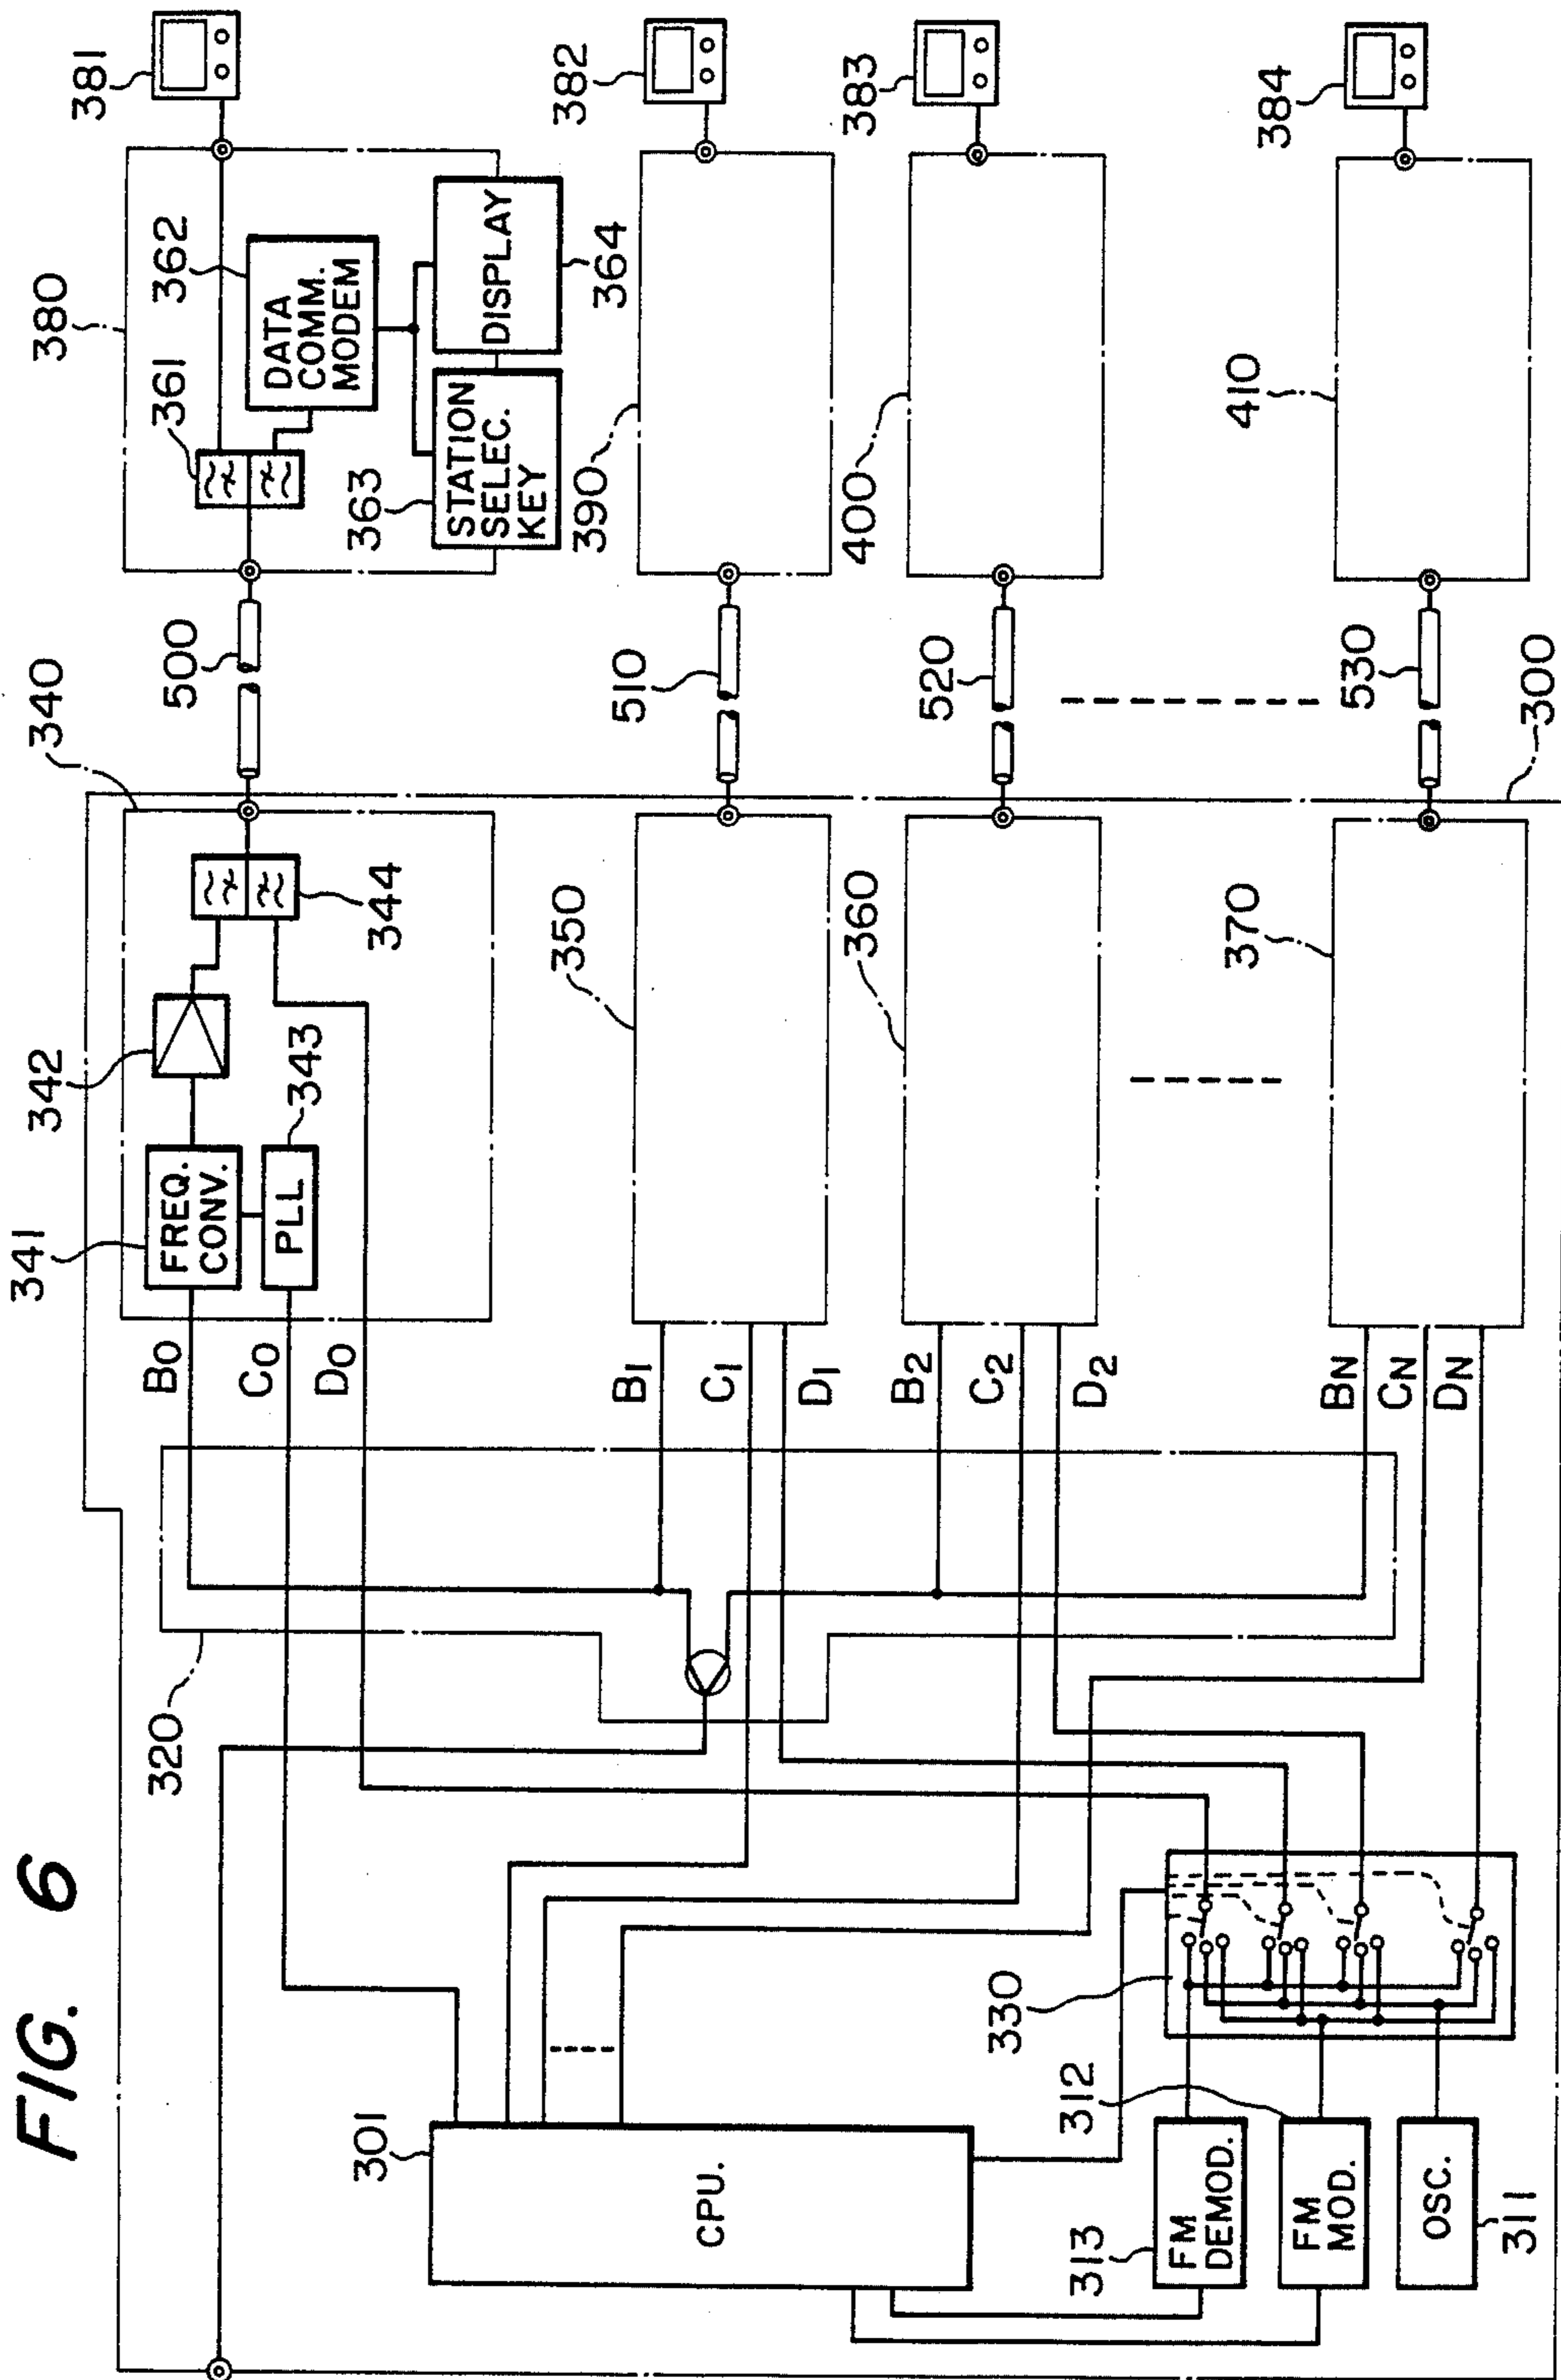 FIG. 6
301
CPU.
313
FM
DEMOD.
312
FM
MOD.
OSC.
311
330
320
B0
C0
D0
B1
C1
D1
B2
C2
D2
BN
CN
DN
341
FREQ.
CONV.
342
PLL
343
344
340
350
360
370
300
500
510
520
530
380
361
362
DATA
COMM.
MODEM
363
STATION
SELEC.
KEY
DISPLAY
364
390
400
410
381
382
383
384